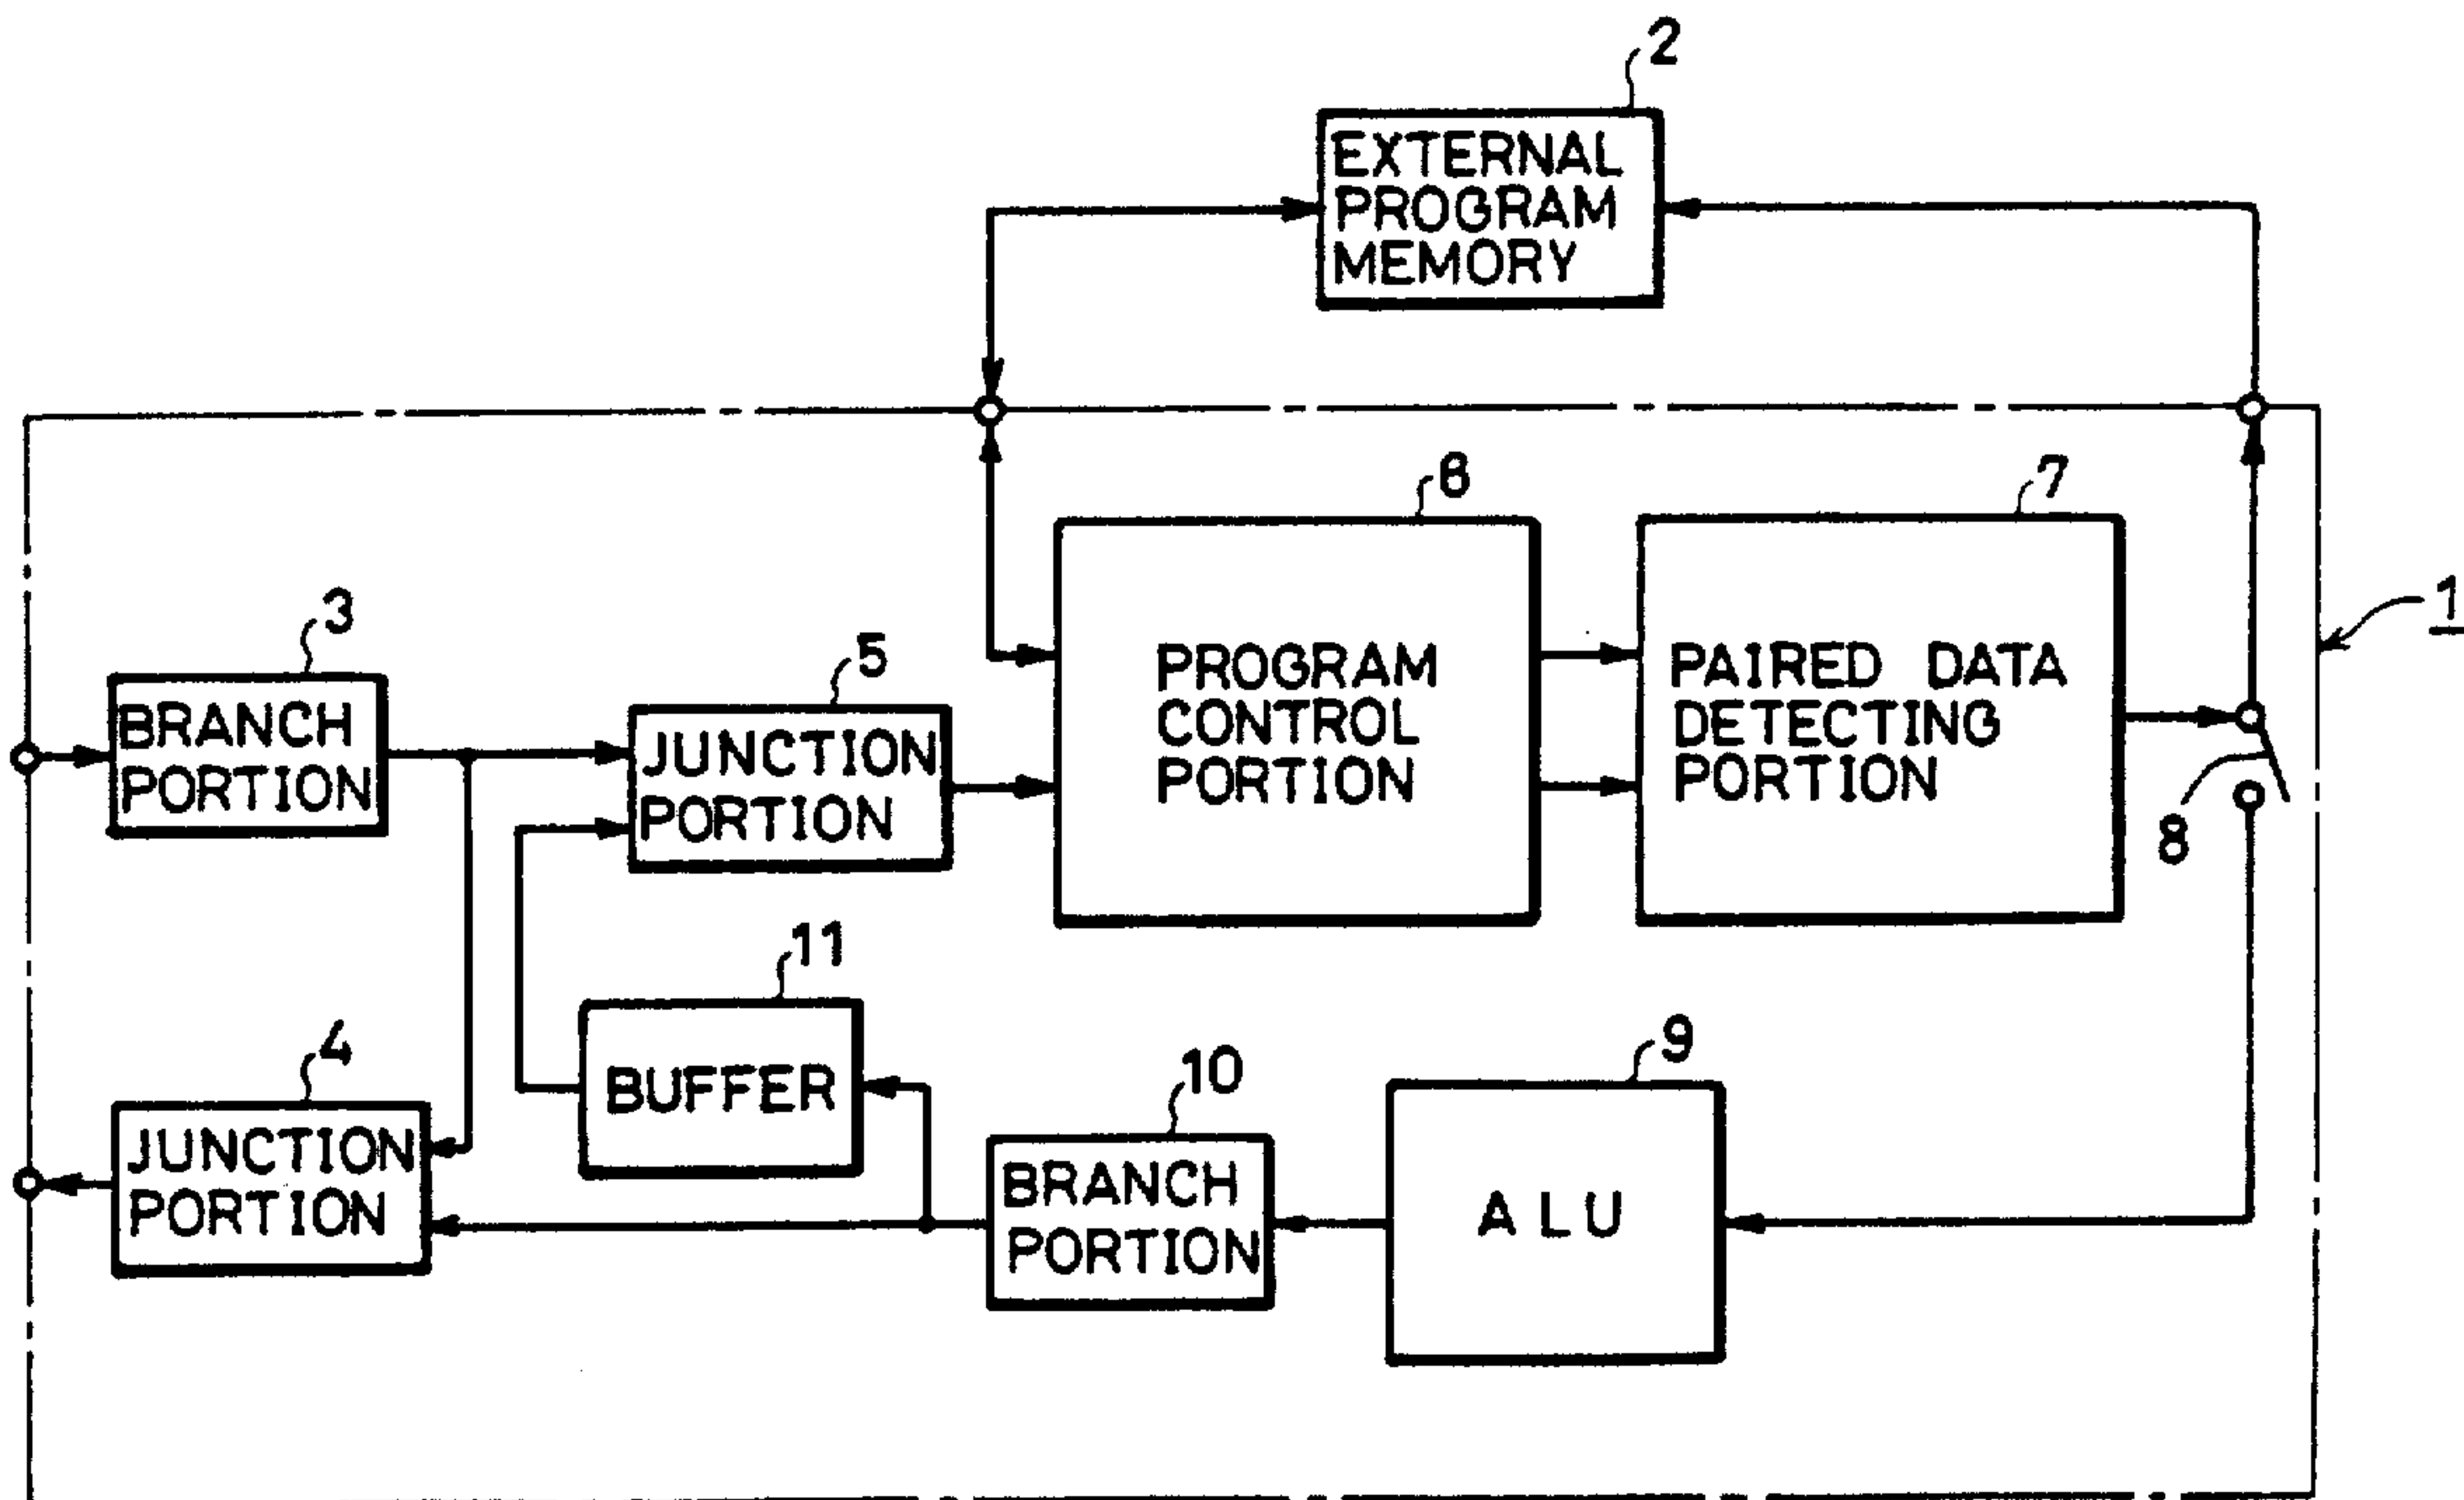 2
EXTERNAL
PROGRAM
MEMORY
6
7
1
3
BRANCH
PORTION
5
JUNCTION
PORTION
PROGRAM
CONTROL
PORTION
PAIRED DATA
DETECTING
PORTION
8
11
BUFFER
4
JUNCTION
PORTION
10
BRANCH
PORTION
9
ALU